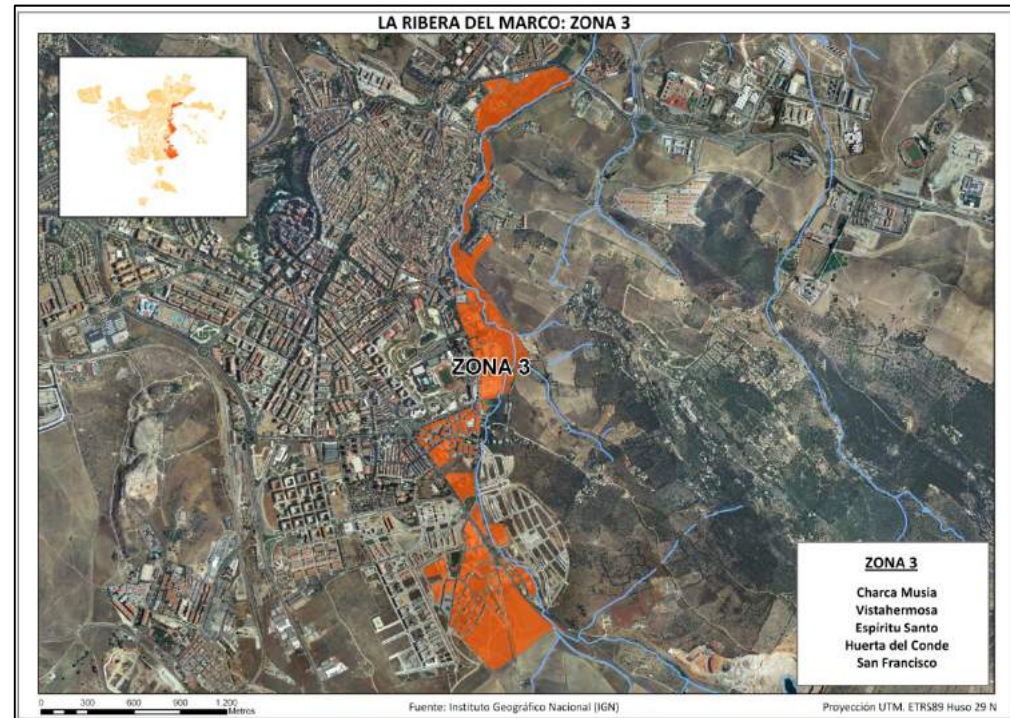 LA RIBERA DEL MARCO: ZONA 3
ZONA 3
ZONA 3
Charca Musia
Vistahermosa
Espíritu Santo
Huerta del Conde
San Francisco
0 300 600 900 1.200
Metros
Fuente: Instituto Geográfico Nacional (IGN)
Proyección UTM. ETRS89 Huso 29 N